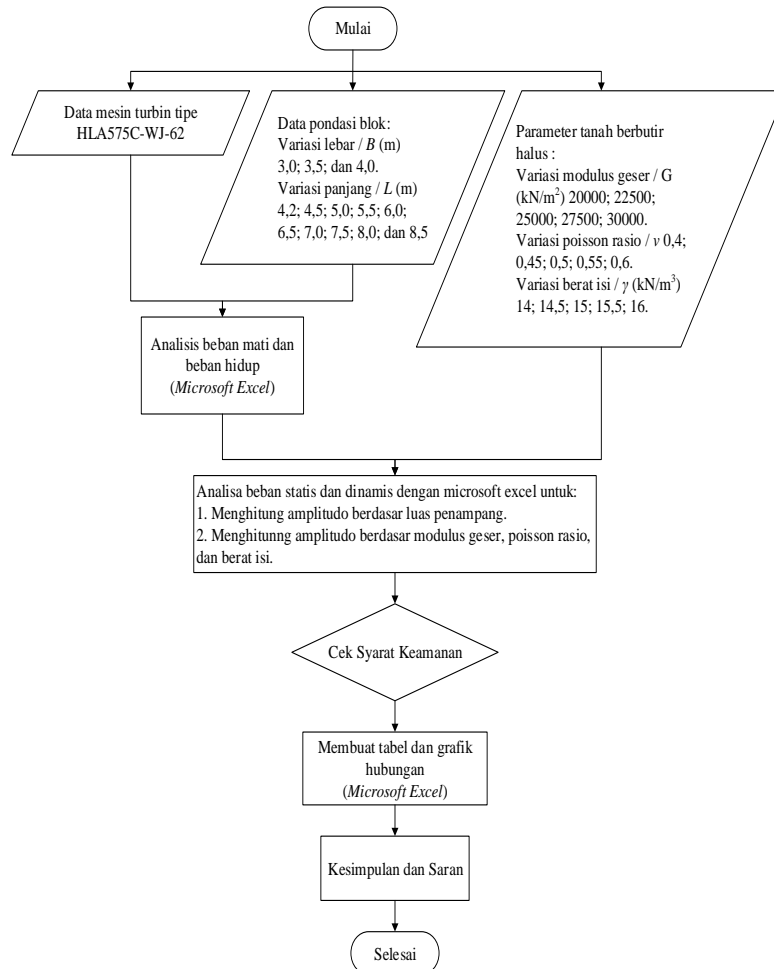 Mulai
Data mesin turbin tipe
HLA575C-WJ-62
Data pondasi blok:
Variasi lebar / B (m)
3,0; 3,5; dan 4,0.
Variasi panjang / L (m)
4,2; 4,5; 5,0; 5,5; 6,0;
6,5; 7,0; 7,5; 8,0; dan 8,5
Parameter tanah berbutir
halus :
Variasi modulus geser / G
(kN/m²) 20000; 22500;
25000; 27500; 30000.
Variasi poisson rasio / v 0,4;
0,45; 0,5; 0,55; 0,6.
Variasi berat isi / γ (kN/m³)
14; 14,5; 15; 15,5; 16.
Analisis beban mati dan
beban hidup
(Microsoft Excel)
Analisa beban statis dan dinamis dengan microsoft excel untuk:
1. Menghitung amplitudo berdasar luas penampang.
2. Menghitunng amplitudo berdasar modulus geser, poisson rasio,
dan berat isi.
Cek Syarat Keamanan
Membuat tabel dan grafik
hubungan
(Microsoft Excel)
Kesimpulan dan Saran
Selesai